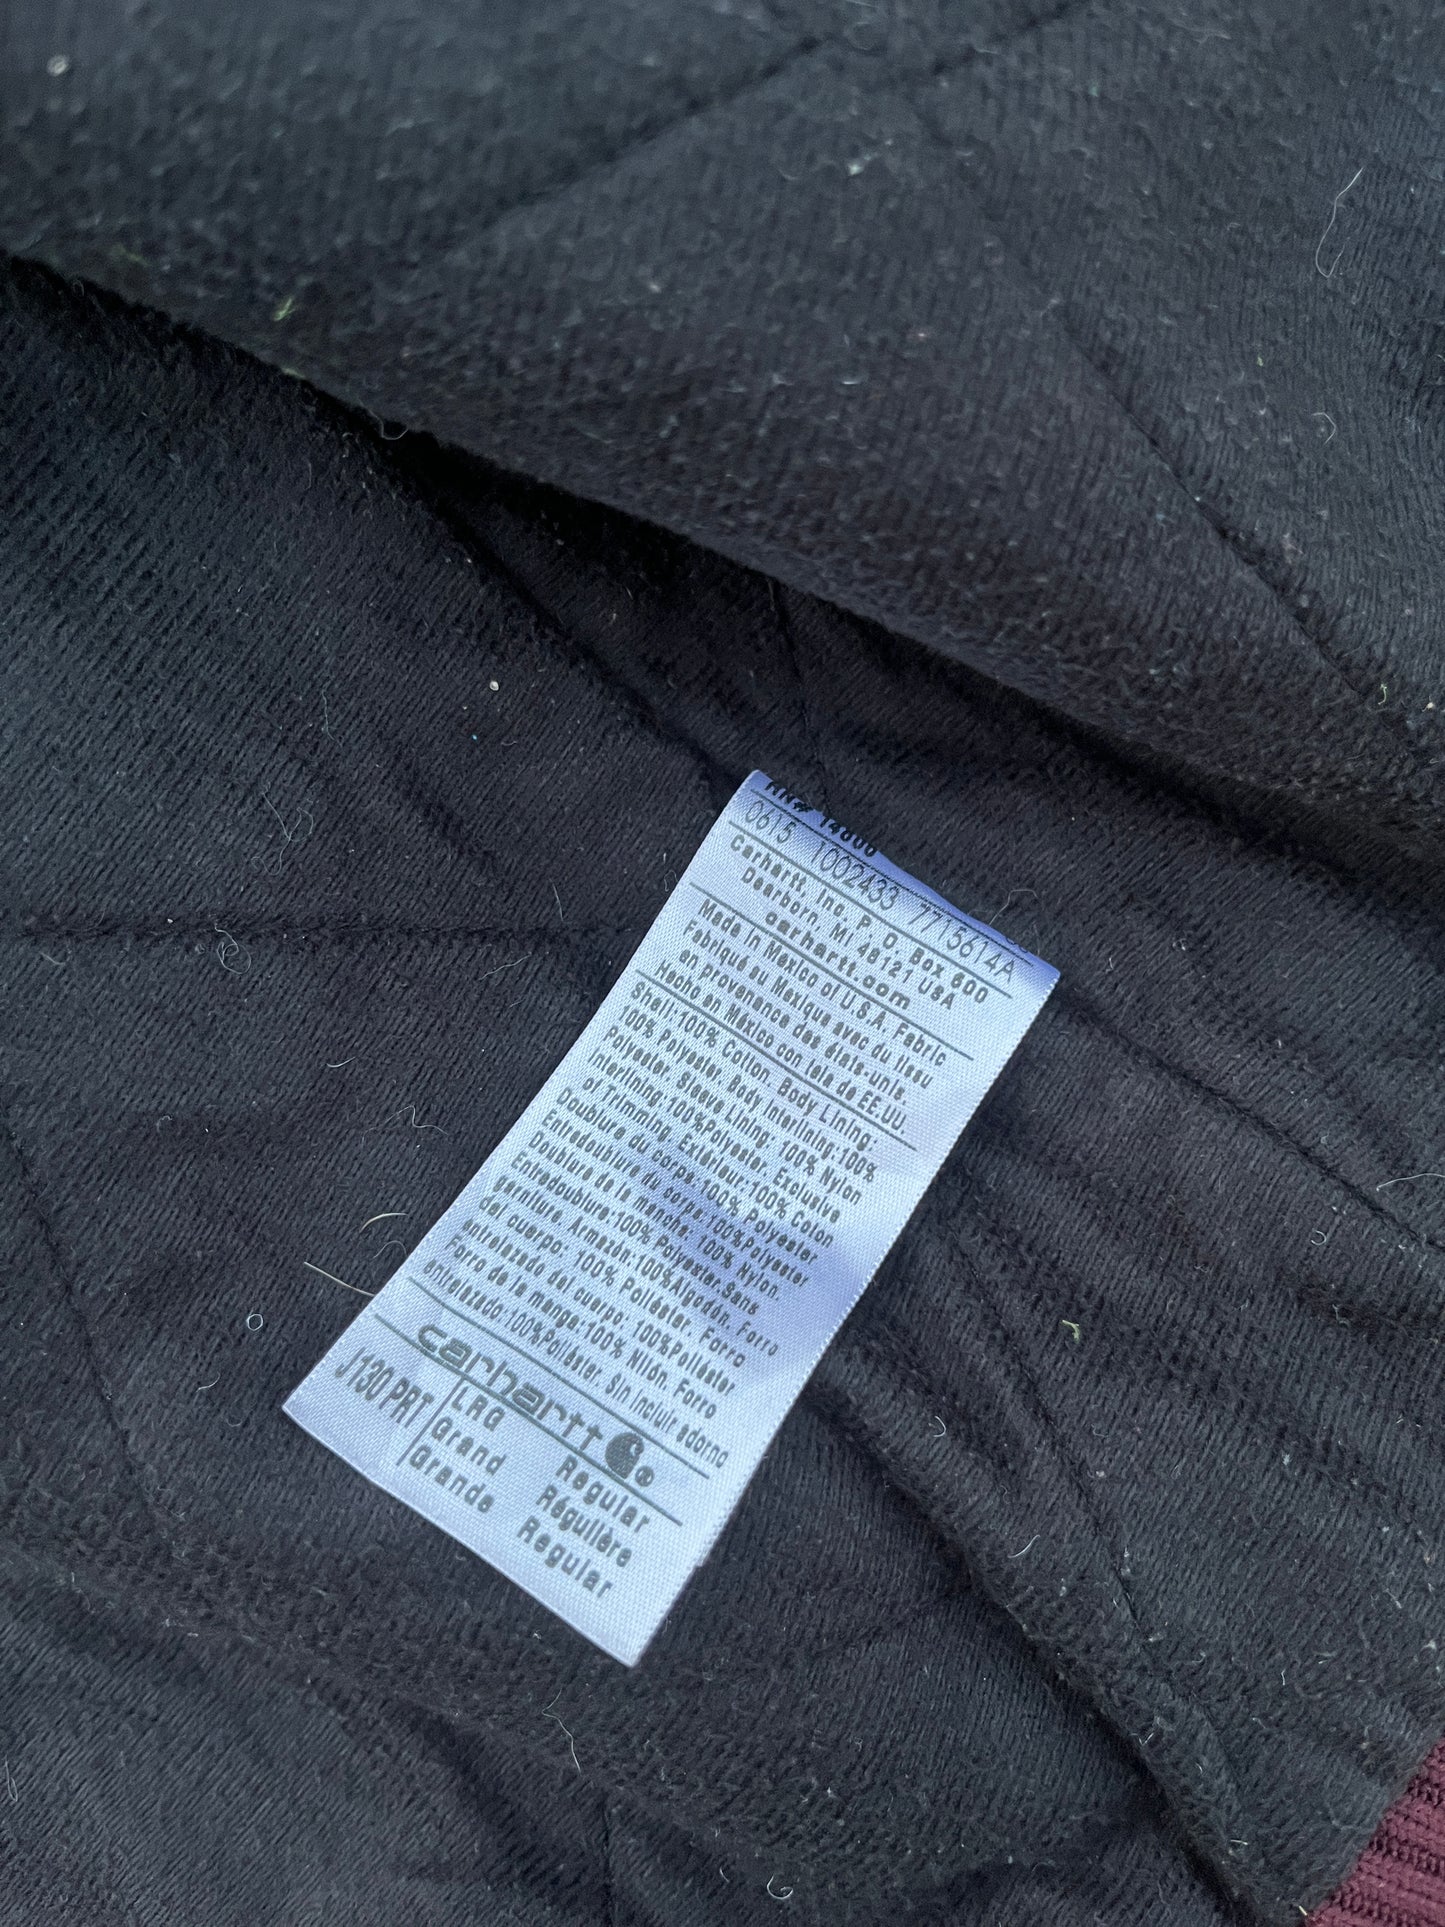 RN# 14806
0615 1002433 7715614A
Carhartt, Inc. P. O. Box 600
Dearborn, MI 48121 USA
carhartt.com
Made in Mexico of U.S.A. Fabric
Fabriqué su Mexique avec du tissu
en provenance des états-unis.
Hecho en México con tela de EE.UU.
Shell:100% Cotton. Body Lining:
100% Polyester. Body Interlining:100%
Polyester. Sleeve Lining: 100% Nylon
Interlining:100%Polyester. Exclusive
of Trimming. Extérieur:100% Coton
Doublure du corps:100% Polyester
Entredoublure du corps:100%Polyester
Doublure de la manche: 100% Nylon.
Entredoublure:100%Polyester.Sans
garniture. Armazón:100%Algodón. Forro
del cuerpo: 100% Poliéster. Forro
entrelazado del cuerpo: 100%Poliéster
Forro de la manga:100% Nilón. Forro
entrelazado:100%Poliéster. Sin incluir adorno
carhartt ®
J130 PRT LRG Regular
Grand Régulière
Grande Regular